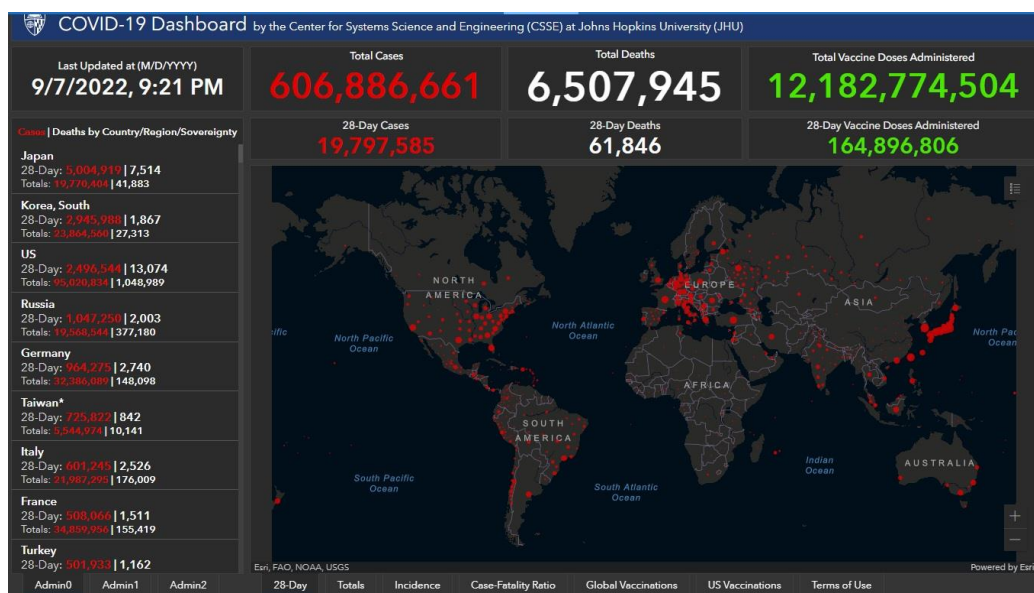 COVID-19 Dashboard by the Center for Systems Science and Engineering (CSSE) at Johns Hopkins University (JHU)
Last Updated at (M/D/YYYY)
9/7/2022, 9:21 PM
Total Cases
606,886,661
Total Deaths
6,507,945
Total Vaccine Doses Administered
12,182,774,504
28-Day Cases
19,797,585
28-Day Deaths
61,846
28-Day Vaccine Doses Administered
164,896,806
Cases | Deaths by Country/Region/Sovereignty
Japan
28-Day: 5,004,919 | 7,514
Totals: 19,770,404 | 41,883
Korea, South
28-Day: 2,945,988 | 1,867
Totals: 23,864,560 | 27,313
US
28-Day: 2,496,544 | 13,074
Totals: 95,020,834 | 1,048,989
Russia
28-Day: 1,047,250 | 2,003
Totals: 19,568,544 | 377,180
Germany
28-Day: 964,275 | 2,740
Totals: 32,386,089 | 148,098
Taiwan*
28-Day: 725,822 | 842
Totals: 5,544,974 | 10,141
Italy
28-Day: 601,245 | 2,526
Totals: 21,987,295 | 176,009
France
28-Day: 508,066 | 1,511
Totals: 34,859,956 | 155,419
Turkey
28-Day: 501,933 | 1,162
NORTH
AMERICA
EUROPE
ASIA
North Pacific
Ocean
North Atlantic
Ocean
AFRICA
SOUTH
AMERICA
Indian
Ocean
AUSTRALIA
South Pacific
Ocean
South Atlantic
Ocean
+
−
Esri, FAO, NOAA, USGS
Powered by Esri
Admin0 Admin1 Admin2
28-Day Totals Incidence Case-Fatality Ratio Global Vaccinations US Vaccinations Terms of Use